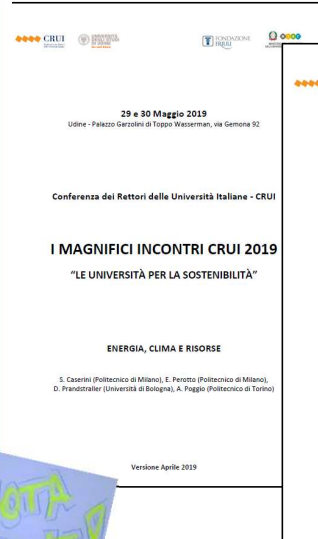 CRUI
FONDAZIONE
FRIULI
29 e 30 Maggio 2019
Udine - Palazzo Garzolini di Toppo Wasserman, via Gemona 92
Conferenza dei Rettori delle Università Italiane - CRUI
I MAGNIFICI INCONTRI CRUI 2019
"LE UNIVERSITÀ PER LA SOSTENIBILITÀ"
ENERGIA, CLIMA E RISORSE
S. Caserini (Politecnico di Milano), E. Perotto (Politecnico di Milano),
D. Prandstraller (Università di Bologna), A. Poggio (Politecnico di Torino)
Versione Aprile 2019